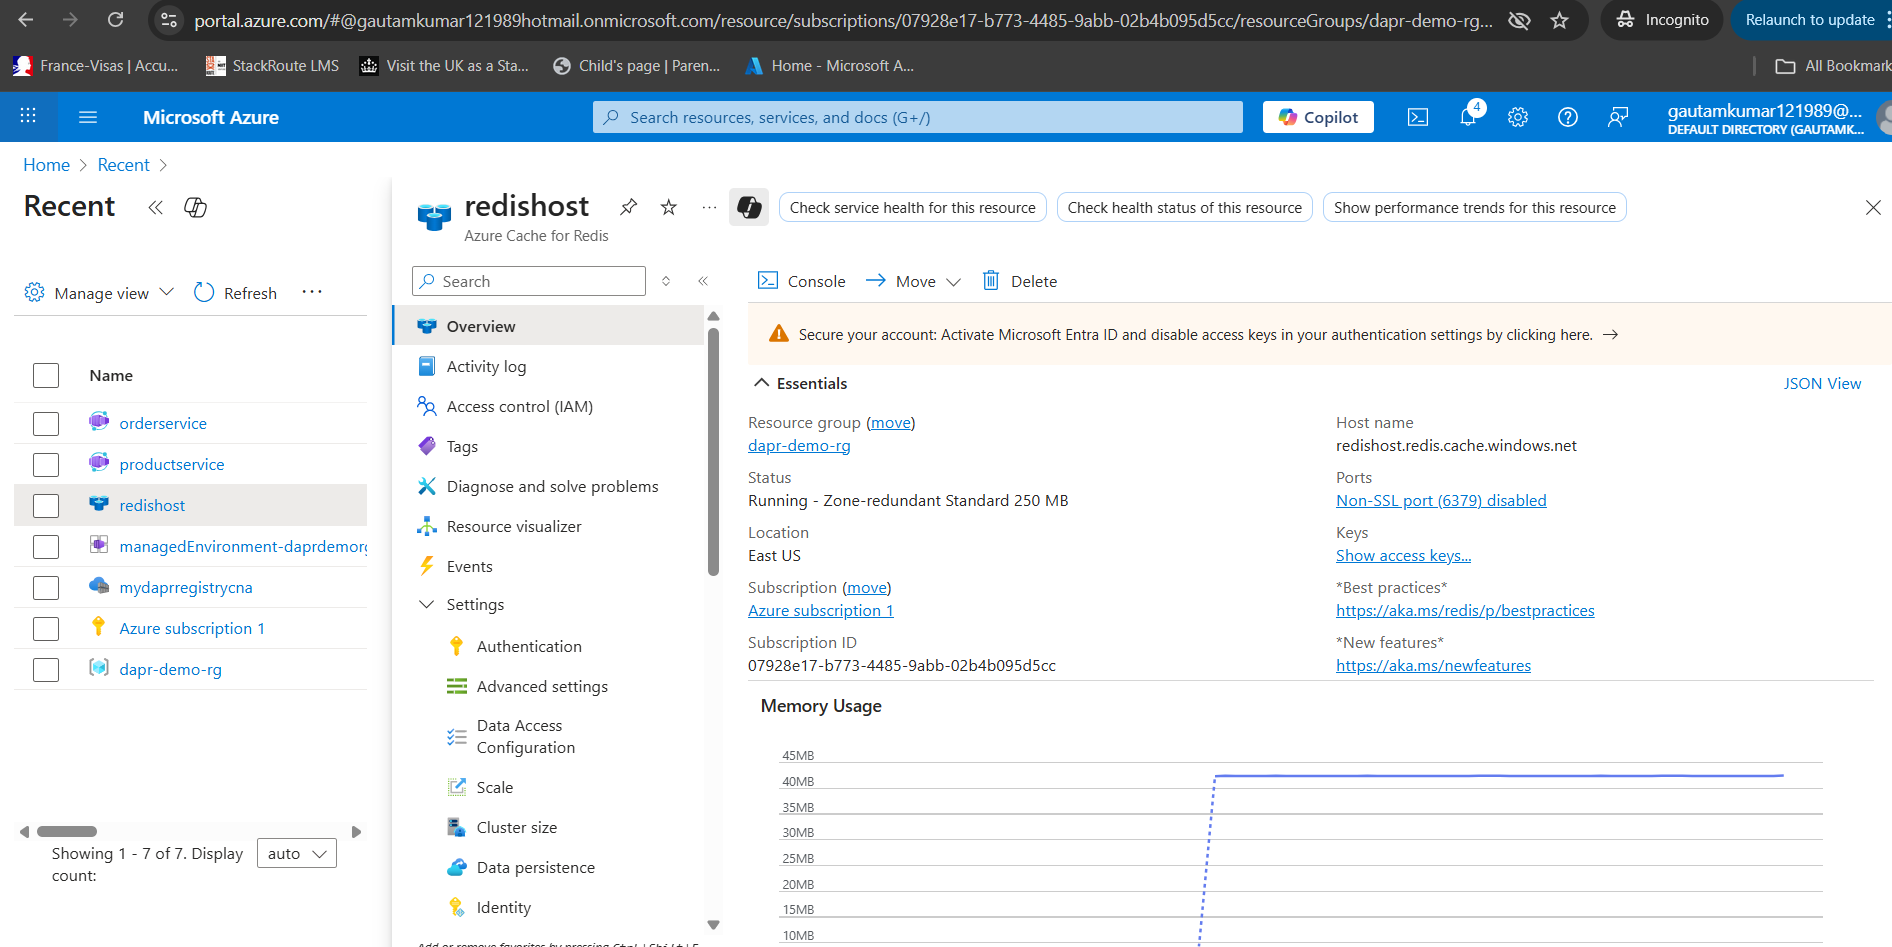 portal.azure.com/#@gautamkumar121989hotmail.onmicrosoft.com/resource/subscriptions/07928e17-b773-4485-9abb-02b4b095d5cc/resourceGroups/dapr-demo-rg...
Incognito
Relaunch to update
France-Visas | Accu...
StackRoute LMS
Visit the UK as a Sta...
Child's page | Paren...
Home - Microsoft A...
All Bookmark
Microsoft Azure
Search resources, services, and docs (G+/)
Copilot
4
gautamkumar121989@...
DEFAULT DIRECTORY (GAUTAMK...
Home
Recent
Recent
Manage view
Refresh
...
Name
orderservice
productservice
redishost
managedEnvironment-daprdemorg
mydaprregistrycna
Azure subscription 1
dapr-demo-rg
Showing 1 - 7 of 7. Display
count:
auto
redishost
...
Azure Cache for Redis
Check service health for this resource
Check health status of this resource
Show performance trends for this resource
Search
Overview
Activity log
Access control (IAM)
Tags
Diagnose and solve problems
Resource visualizer
Events
Settings
Authentication
Advanced settings
Data Access
Configuration
Scale
Cluster size
Data persistence
Identity
Add or remove favorites by pressing Ctrl+Shift+F
Console
Move
Delete
Secure your account: Activate Microsoft Entra ID and disable access keys in your authentication settings by clicking here.
Essentials
JSON View
Resource group (move)
dapr-demo-rg
Status
Running - Zone-redundant Standard 250 MB
Location
East US
Subscription (move)
Azure subscription 1
Subscription ID
07928e17-b773-4485-9abb-02b4b095d5cc
Host name
redishost.redis.cache.windows.net
Ports
Non-SSL port (6379) disabled
Keys
Show access keys...
*Best practices*
https://aka.ms/redis/p/bestpractices
*New features*
https://aka.ms/newfeatures
Memory Usage
45MB
40MB
35MB
30MB
25MB
20MB
15MB
10MB